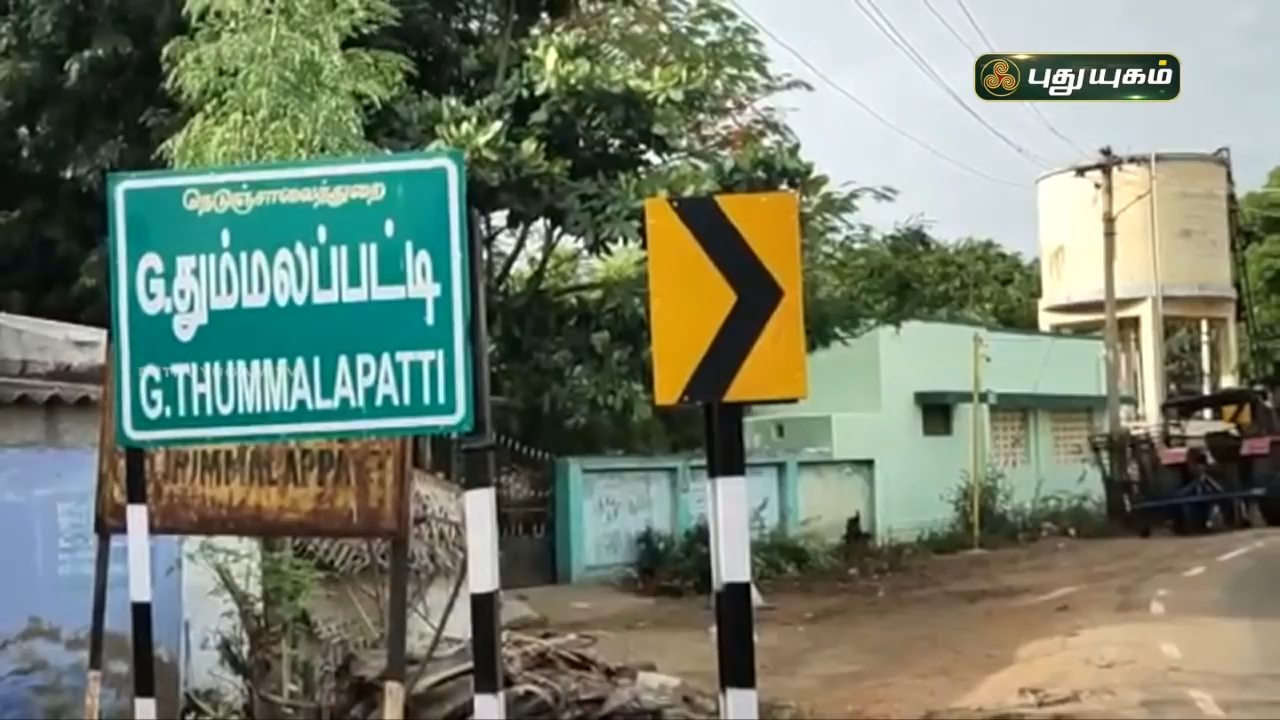 புதுயுகம்
நெடுஞ்சாலைத்துறை
G.தும்மலப்பட்டி
G.THUMMALAPATTI